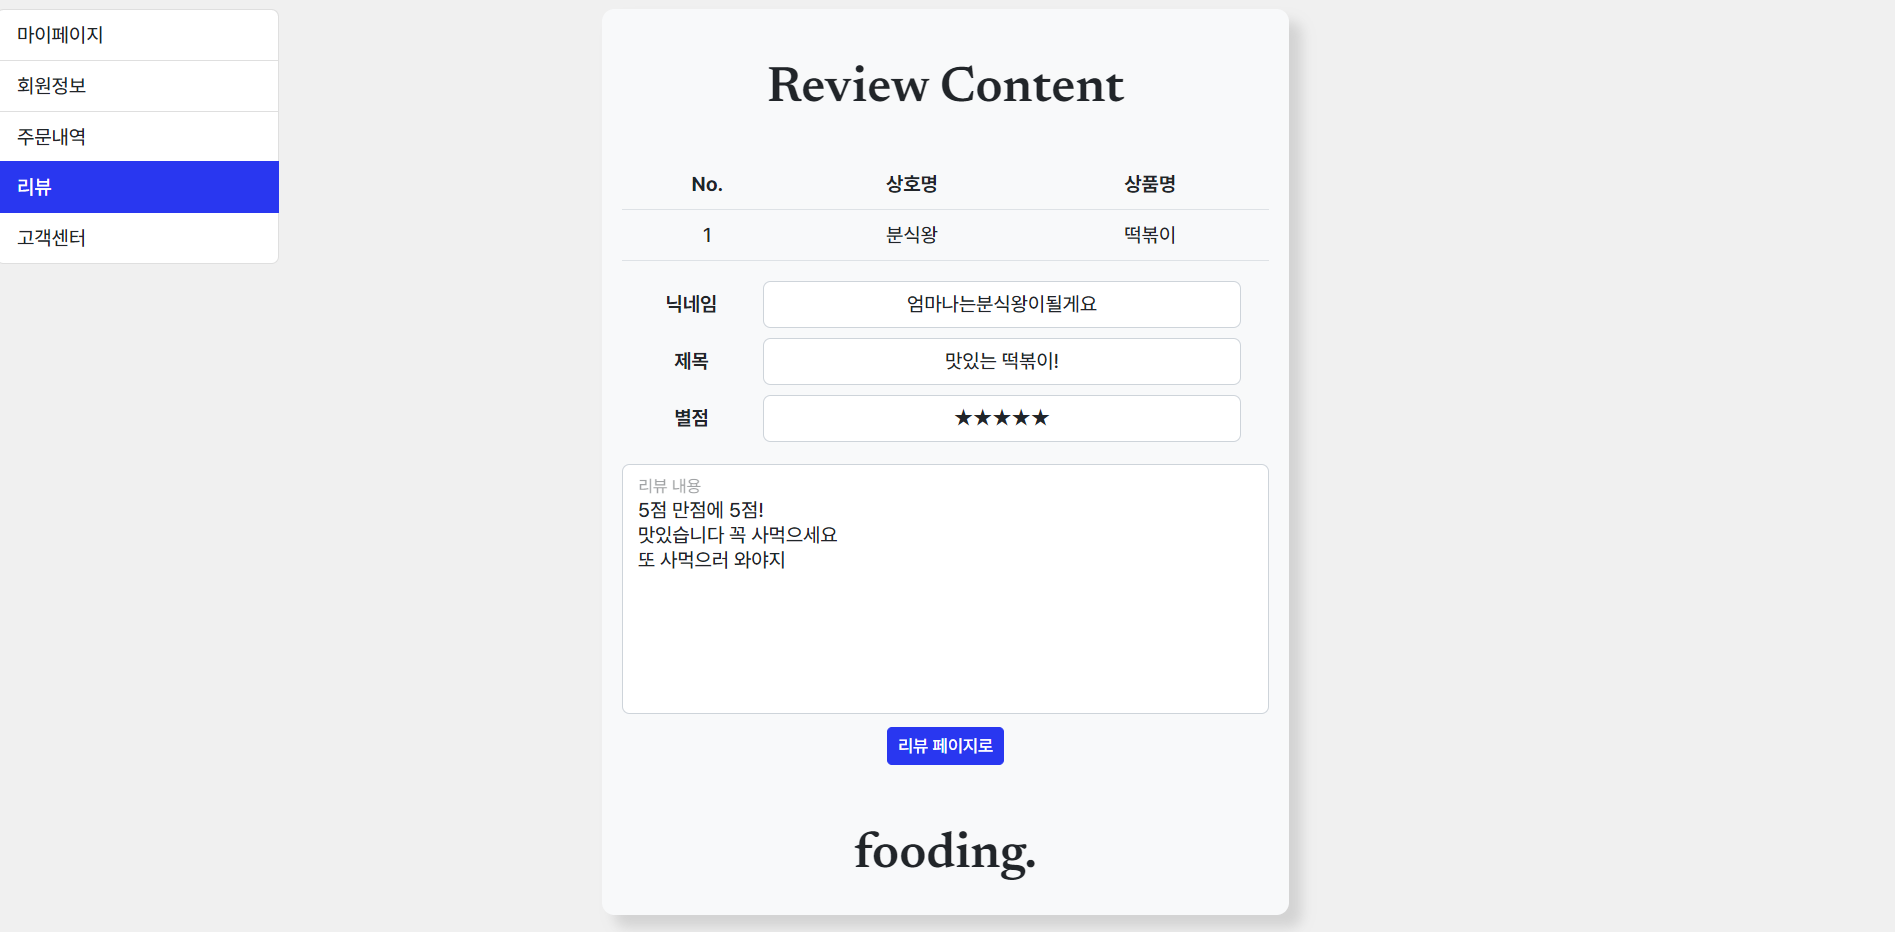 마이페이지
회원정보
주문내역
리뷰
고객센터
Review Content
No. 상호명 상품명
1 분식왕 떡볶이
닉네임 엄마나는분식왕이될게요
제목 맛있는 떡볶이!
별점 ★★★★★
리뷰 내용
5점 만점에 5점!
맛있습니다 꼭 사먹으세요
또 사먹으러 와야지
리뷰 페이지로
fooding.